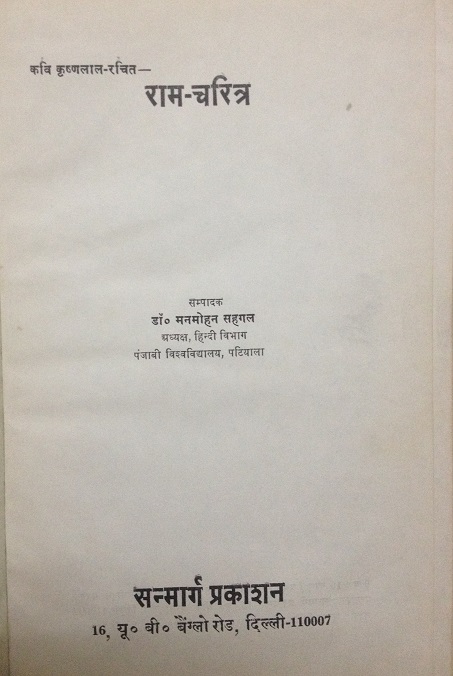 कवि कृष्णलाल-रचित—
राम-चरित्र
सम्पादक
डॉ० मनमोहन सहगल
अध्यक्ष, हिन्दी विभाग
पंजाबी विश्वविद्यालय, पटियाला
सन्मार्ग प्रकाशन
16, यू० बी० बैंग्लो रोड, दिल्ली-110007